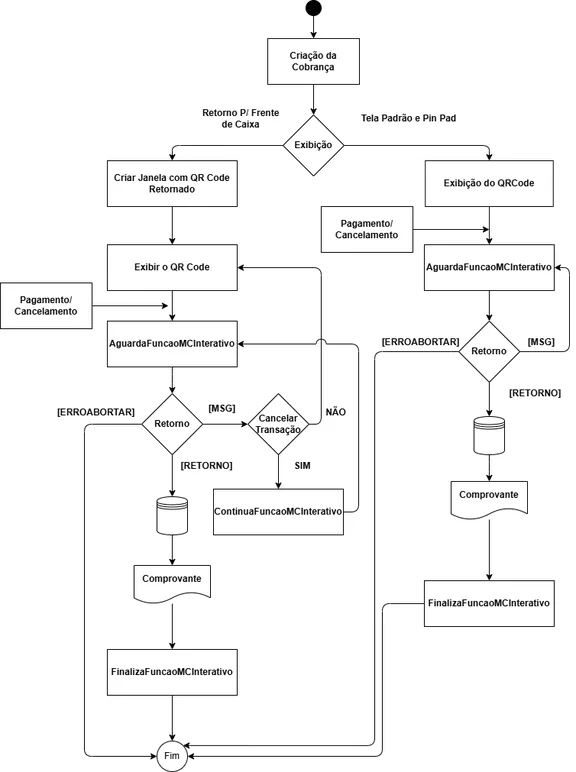 Criação da
Cobrança
Retorno P/ Frente
de Caixa
Tela Padrão e Pin Pad
Exibição
Criar Janela com QR Code
Retornado
Exibição do QRCode
Pagamento/
Cancelamento
Exibir o QR Code
AguardaFuncaoMCInterativo
Pagamento/
Cancelamento
AguardaFuncaoMCInterativo
[ERROABORTAR]
Retorno
[MSG]
[RETORNO]
[ERROABORTAR]
Retorno
[MSG]
Cancelar
Transação
NÃO
[RETORNO]
SIM
Comprovante
ContinuaFuncaoMCInterativo
Comprovante
FinalizaFuncaoMCInterativo
FinalizaFuncaoMCInterativo
Fim